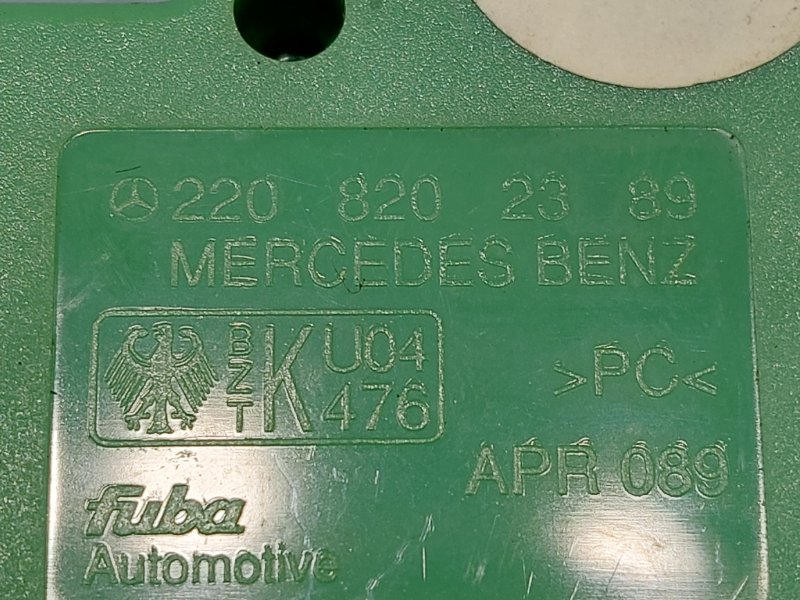 220 820 23 89
MERCEDES BENZ
BZT K U04 476
>PC<
APR 089
fuba
Automotive